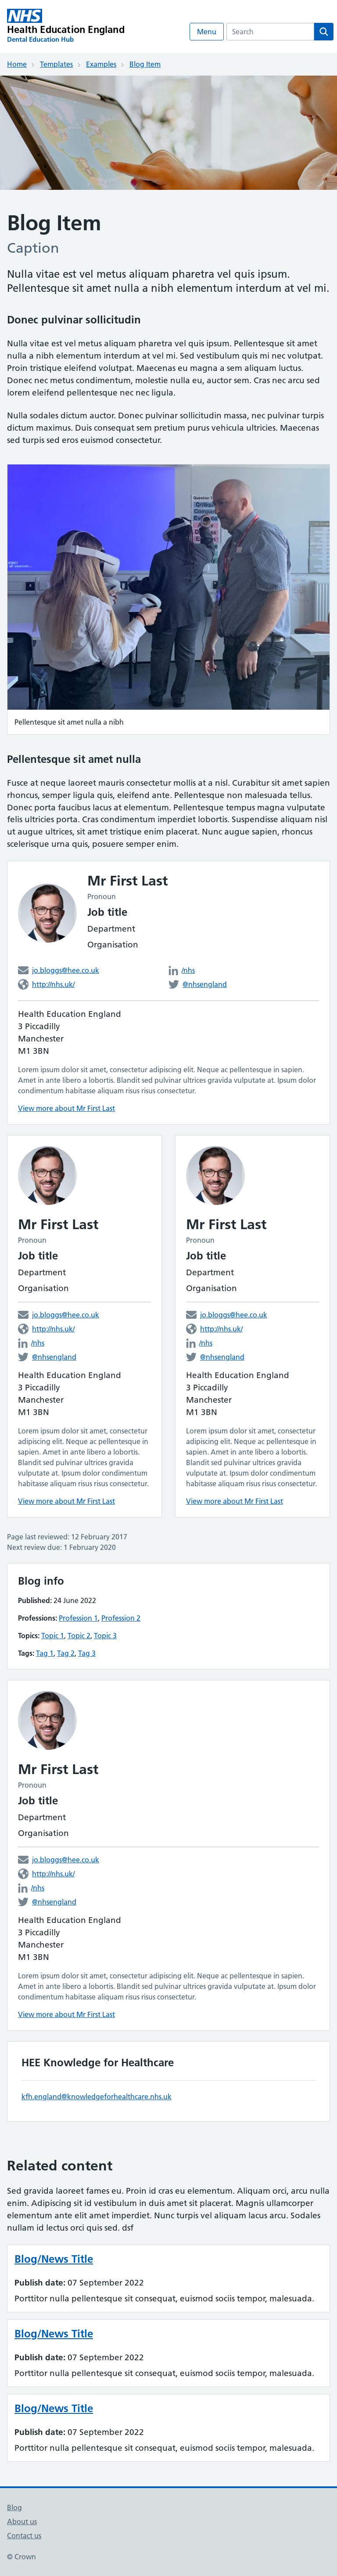 NHS
Health Education England
Dental Education Hub
Menu
Search
Home
Templates
Examples
Blog Item
Blog Item
Caption
Nulla vitae est vel metus aliquam pharetra vel quis ipsum.
Pellentesque sit amet nulla a nibh elementum interdum at vel mi.
Donec pulvinar sollicitudin
Nulla vitae est vel metus aliquam pharetra vel quis ipsum. Pellentesque sit amet
nulla a nibh elementum interdum at vel mi. Sed vestibulum quis mi nec volutpat.
Proin tristique eleifend volutpat. Maecenas eu magna a sem aliquam luctus.
Donec nec metus condimentum, molestie nulla eu, auctor sem. Cras nec arcu sed
lorem eleifend pellentesque nec nec ligula.
Nulla sodales dictum auctor. Donec pulvinar sollicitudin massa, nec pulvinar turpis
dictum maximus. Duis consequat sem pretium purus vehicula ultricies. Maecenas
sed turpis sed eros euismod consectetur.
Pellentesque sit amet nulla a nibh
Pellentesque sit amet nulla
Fusce at neque laoreet mauris consectetur mollis at a nisl. Curabitur sit amet sapien
rhoncus, semper ligula quis, eleifend ante. Pellentesque non malesuada tellus.
Donec porta faucibus lacus at elementum. Pellentesque tempus magna vulputate
felis ultricies porta. Cras condimentum imperdiet lobortis. Suspendisse aliquam nisl
ut augue ultrices, sit amet tristique enim placerat. Nunc augue sapien, rhoncus
scelerisque urna quis, posuere semper enim.
Mr First Last
Pronoun
Job title
Department
Organisation
jo.bloggs@hee.co.uk
/nhs
http://nhs.uk/
@nhsengland
Health Education England
3 Piccadilly
Manchester
M1 3BN
Lorem ipsum dolor sit amet, consectetur adipiscing elit. Neque ac pellentesque in sapien.
Amet in ante libero a lobortis. Blandit sed pulvinar ultrices gravida vulputate at. Ipsum dolor
condimentum habitasse aliquam risus risus consectetur.
View more about Mr First Last
Mr First Last
Pronoun
Job title
Department
Organisation
jo.bloggs@hee.co.uk
http://nhs.uk/
/nhs
@nhsengland
Health Education England
3 Piccadilly
Manchester
M1 3BN
Lorem ipsum dolor sit amet, consectetur
adipiscing elit. Neque ac pellentesque in
sapien. Amet in ante libero a lobortis.
Blandit sed pulvinar ultrices gravida
vulputate at. Ipsum dolor condimentum
habitasse aliquam risus risus consectetur.
View more about Mr First Last
Mr First Last
Pronoun
Job title
Department
Organisation
jo.bloggs@hee.co.uk
http://nhs.uk/
/nhs
@nhsengland
Health Education England
3 Piccadilly
Manchester
M1 3BN
Lorem ipsum dolor sit amet, consectetur
adipiscing elit. Neque ac pellentesque in
sapien. Amet in ante libero a lobortis.
Blandit sed pulvinar ultrices gravida
vulputate at. Ipsum dolor condimentum
habitasse aliquam risus risus consectetur.
View more about Mr First Last
Page last reviewed: 12 February 2017
Next review due: 1 February 2020
Blog info
Published: 24 June 2022
Professions: Profession 1, Profession 2
Topics: Topic 1, Topic 2, Topic 3
Tags: Tag 1, Tag 2, Tag 3
Mr First Last
Pronoun
Job title
Department
Organisation
jo.bloggs@hee.co.uk
http://nhs.uk/
/nhs
@nhsengland
Health Education England
3 Piccadilly
Manchester
M1 3BN
Lorem ipsum dolor sit amet, consectetur adipiscing elit. Neque ac pellentesque in sapien.
Amet in ante libero a lobortis. Blandit sed pulvinar ultrices gravida vulputate at. Ipsum dolor
condimentum habitasse aliquam risus risus consectetur.
View more about Mr First Last
HEE Knowledge for Healthcare
kfh.england@knowledgeforhealthcare.nhs.uk
Related content
Sed gravida laoreet fames eu. Proin id cras eu elementum. Aliquam orci, arcu nulla
enim. Adipiscing sit id vestibulum in duis amet sit placerat. Magnis ullamcorper
elementum ante elit amet imperdiet. Nunc turpis vel aliquam lacus arcu. Sodales
nullam id lectus orci quis sed. dsf
Blog/News Title
Publish date: 07 September 2022
Porttitor nulla pellentesque sit consequat, euismod sociis tempor, malesuada.
Blog/News Title
Publish date: 07 September 2022
Porttitor nulla pellentesque sit consequat, euismod sociis tempor, malesuada.
Blog/News Title
Publish date: 07 September 2022
Porttitor nulla pellentesque sit consequat, euismod sociis tempor, malesuada.
Blog
About us
Contact us
© Crown